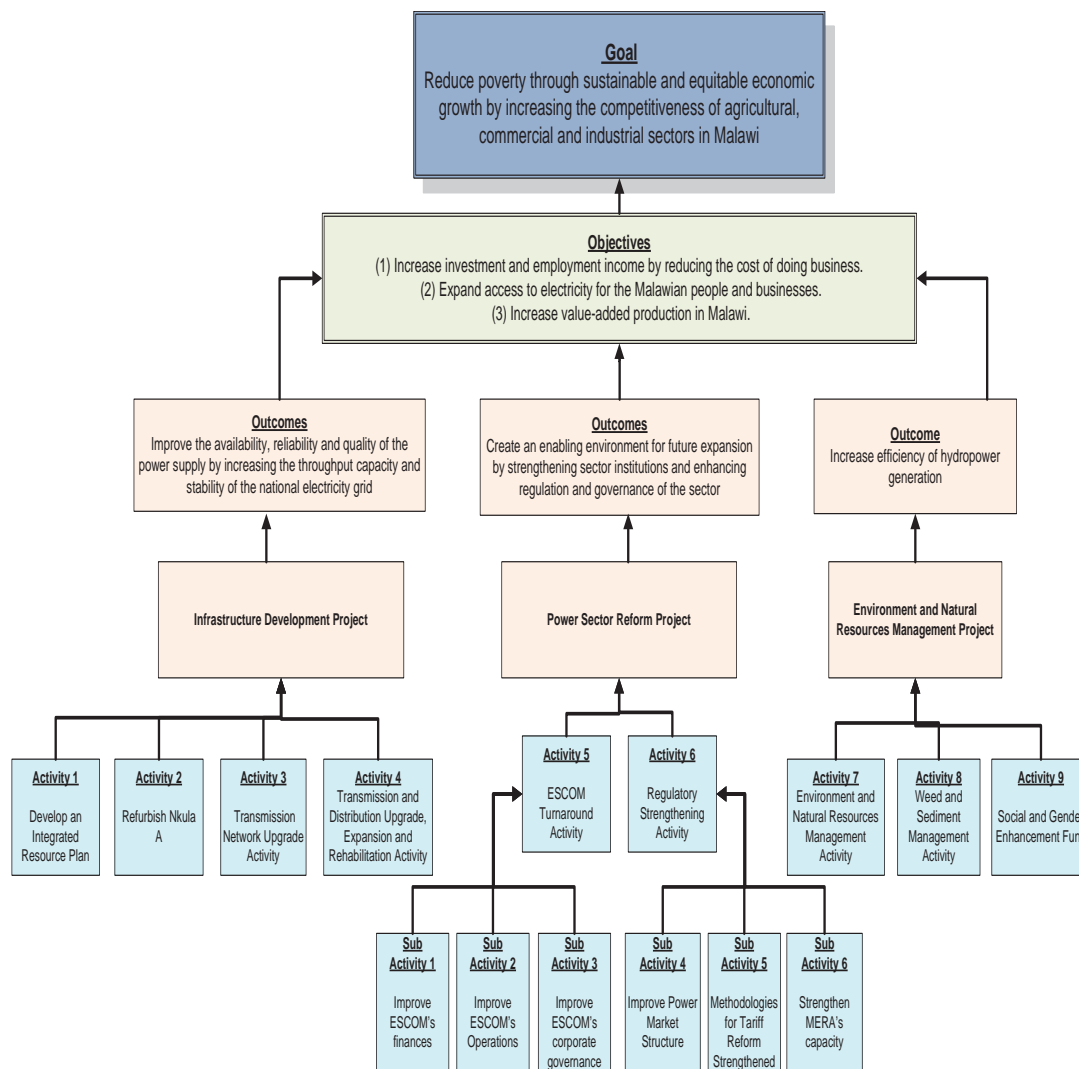 Goal
Reduce poverty through sustainable and equitable economic
growth by increasing the competitiveness of agricultural,
commercial and industrial sectors in Malawi
Objectives
(1) Increase investment and employment income by reducing the cost of doing business.
(2) Expand access to electricity for the Malawian people and businesses.
(3) Increase value-added production in Malawi.
Outcomes
Improve the availability, reliability and quality of the
power supply by increasing the throughput capacity and
stability of the national electricity grid
Outcomes
Create an enabling environment for future expansion
by strengthening sector institutions and enhancing
regulation and governance of the sector
Outcome
Increase efficiency of hydropower
generation
Infrastructure Development Project
Power Sector Reform Project
Environment and Natural
Resources Management Project
Activity 1
Develop an
Integrated
Resource Plan
Activity 2
Refurbish Nkula
A
Activity 3
Transmission
Network Upgrade
Activity
Activity 4
Transmission and
Distribution Upgrade,
Expansion and
Rehabilitation Activity
Activity 5
ESCOM
Turnaround
Activity
Activity 6
Regulatory
Strengthening
Activity
Activity 7
Environment and
Natural Resources
Management
Activity
Activity 8
Weed and
Sediment
Management
Activity
Activity 9
Social and Gender
Enhancement Fun
Sub
Activity 1
Improve
ESCOM's
finances
Sub
Activity 2
Improve
ESCOM's
Operations
Sub
Activity 3
Improve
ESCOM's
corporate
governance
Sub
Activity 4
Improve Power
Market
Structure
Sub
Activity 5
Methodologies
for Tariff
Reform
Strengthened
Sub
Activity 6
Strengthen
MERA's
capacity